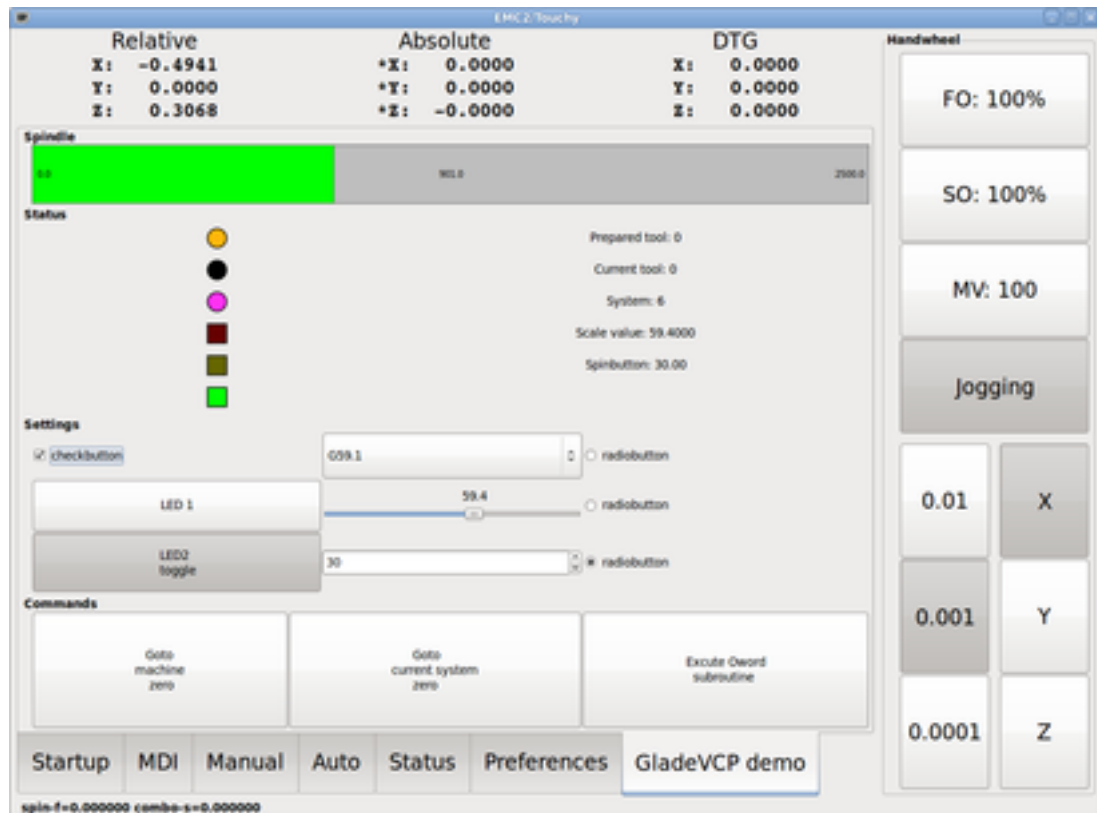 EMC2/Touchy
Relative Absolute DTG
X: -0.4941 *X: 0.0000 X: 0.0000
Y: 0.0000 *Y: 0.0000 Y: 0.0000
Z: 0.3068 *Z: -0.0000 Z: 0.0000
Spindle
0.0 901.0 2500.0
Status
Prepared tool: 0
Current tool: 0
System: 6
Scale value: 59.4000
Spinbutton: 30.00
Settings
checkbutton G59.1 radiobutton
LED 1 59.4 radiobutton
LED2
toggle
30 radiobutton
Commands
Goto
machine
zero
Goto
current system
zero
Excute Oword
subroutine
Startup MDI Manual Auto Status Preferences GladeVCP demo
spin-f=0.000000 combo-s=0.000000
Handwheel
FO: 100%
SO: 100%
MV: 100
Jogging
0.01 X
0.001 Y
0.0001 Z